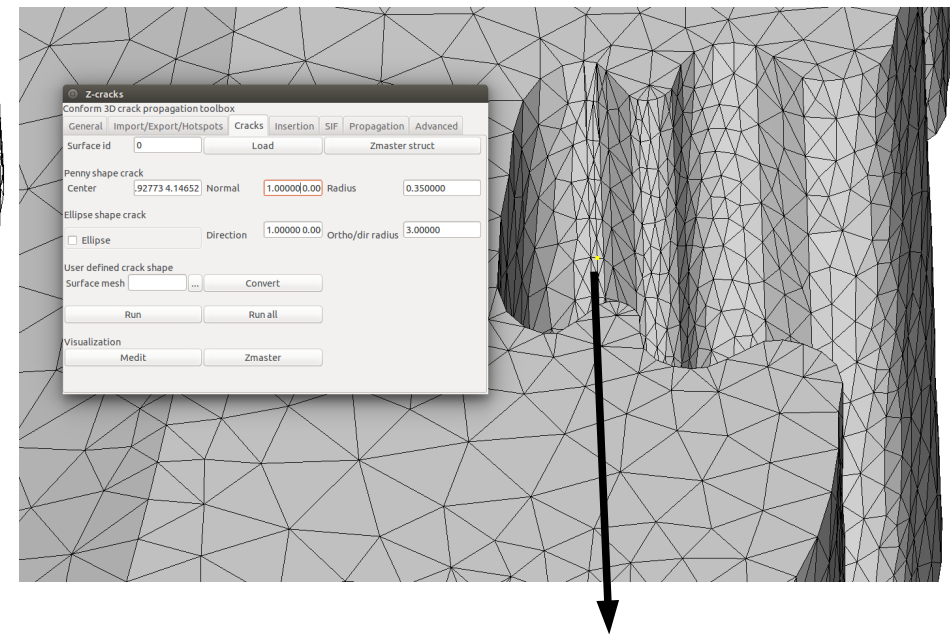 Z-cracks
Conform 3D crack propagation toolbox
General Import/Export/Hotspots Cracks Insertion SIF Propagation Advanced
Surface id 0 Load Zmaster struct
Penny shape crack
Center .92773 4.14652 Normal 1.00000 0.00 Radius 0.350000
Ellipse shape crack
Ellipse Direction 1.00000 0.00 Ortho/dir radius 3.00000
User defined crack shape
Surface mesh ... Convert
Run Run all
Visualization
Medit Zmaster